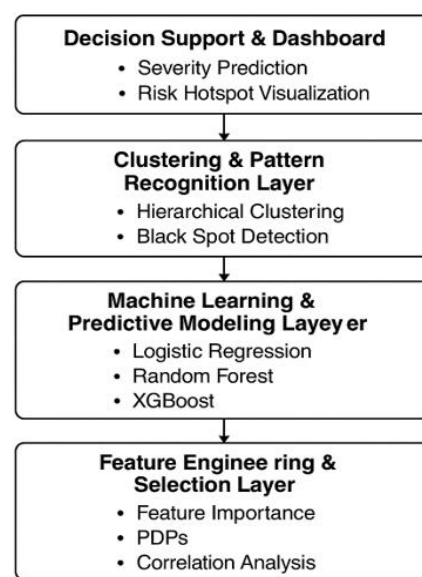 Decision Support & Dashboard
• Severity Prediction
• Risk Hotspot Visualization
Clustering & Pattern
Recognition Layer
• Hierarchical Clustering
• Black Spot Detection
Machine Learning &
Predictive Modeling Layeyer
• Logistic Regression
• Random Forest
• XGBoost
Feature Enginee ring &
Selection Layer
• Feature Importance
• PDPs
• Correlation Analysis